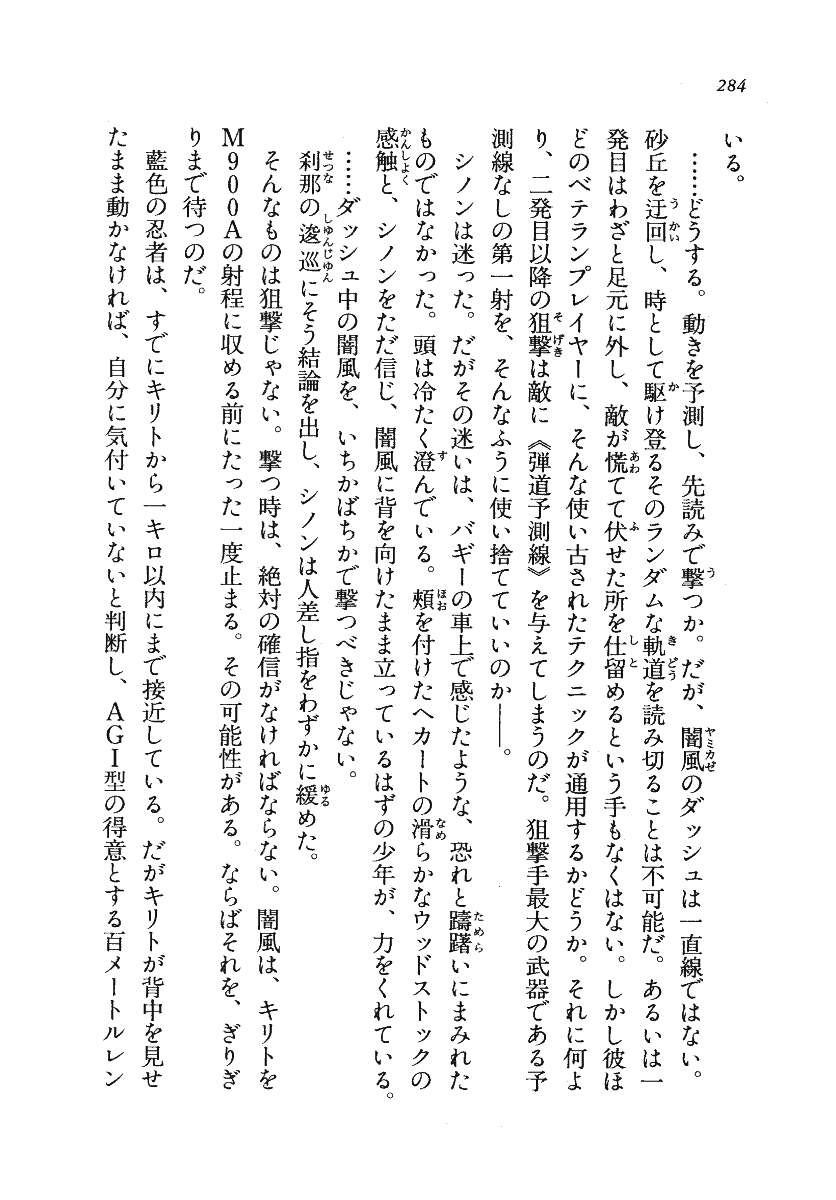 284
いる。
……どうする。動きを予測し、先読みで撃つか。だが、闇風のダッシュは一直線ではない。
砂丘を迂回し、時として駆け登るそのランダムな軌道を読み切ることは不可能だ。あるいは一
発目はわざと足元に外し、敵が慌てて伏せた所を仕留めるという手もなくはない。しかし彼ほ
どのベテランプレイヤーに、そんな使い古されたテクニックが通用するかどうか。それに何よ
り、二発目以降の狙撃は敵に《弾道予測線》を与えてしまうのだ。狙撃手最大の武器である予
測線なしの第一射を、そんなふうに使い捨てていいのか――。
シノンは迷った。だがその迷いは、バギーの車上で感じたような、恐れと躊躇いにまみれた
ものではなかった。頭は冷たく澄んでいる。頬を付けたヘカートの滑らかなウッドストックの
感触と、シノンをただ信じ、闇風に背を向けたまま立っているはずの少年が、力をくれている。
……ダッシュ中の闇風を、いちかばちかで撃つべきじゃない。
刹那の逡巡にそう結論を出し、シノンは人差し指をわずかに緩めた。
そんなものは狙撃じゃない。撃つ時は、絶対の確信がなければならない。闇風は、キリトを
M900Aの射程に収める前にたった一度止まる。その可能性がある。ならばそれを、ぎりぎ
りまで待つのだ。
藍色の忍者は、すでにキリトから一キロ以内にまで接近している。だがキリトが背中を見せ
たまま動かなければ、自分に気付いていないと判断し、AGI型の得意とする百メートルレン